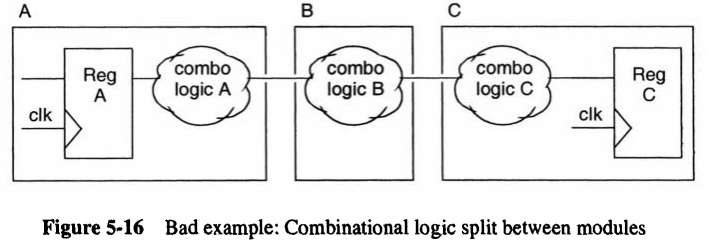 A
B
C
Reg
A
clk
combo
logic A
combo
logic B
combo
logic C
Reg
C
clk
Figure 5-16 Bad example: Combinational logic split between modules